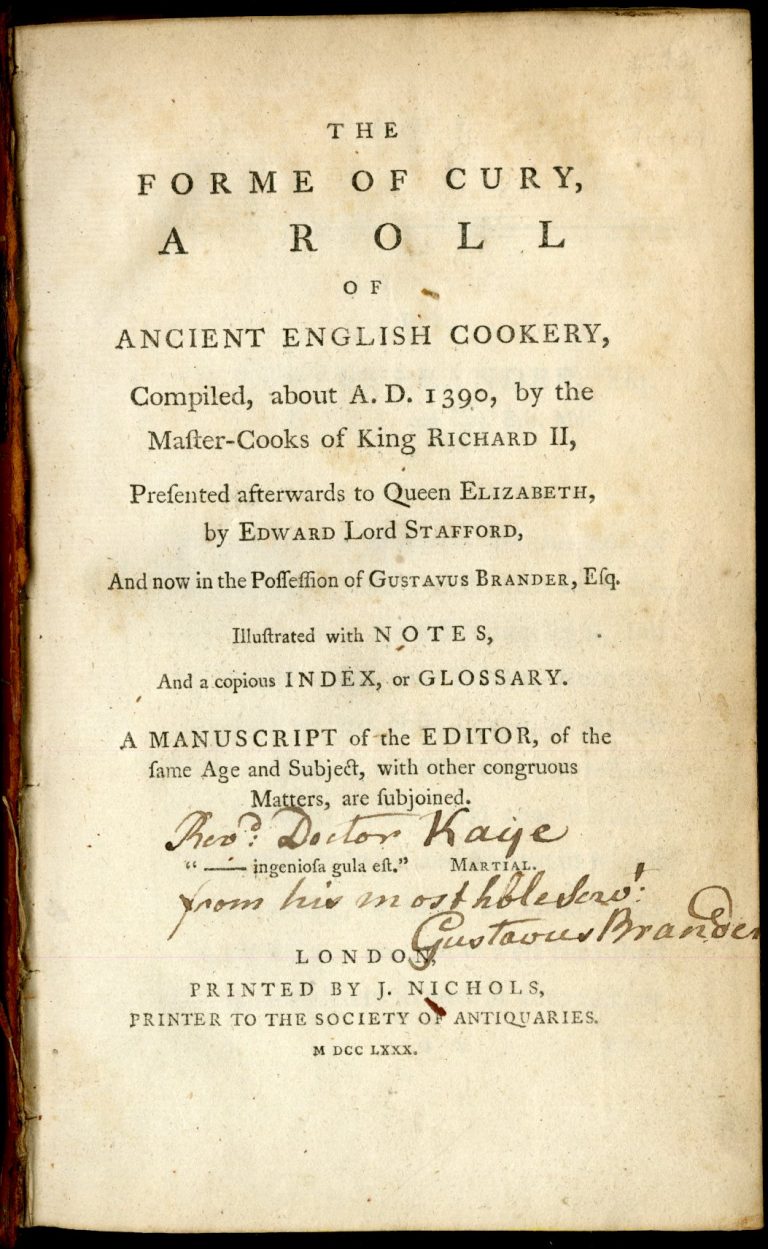 THE
FORME OF CURY,
A ROLL
OF
ANCIENT ENGLISH COOKERY,
Compiled, about A. D. 1390, by the
Maſter-Cooks of King RICHARD II,
Preſented afterwards to Queen ELIZABETH,
by EDWARD Lord STAFFORD,
And now in the Poſſeſſion of GUSTAVUS BRANDER, Eſq.
Illuſtrated with NOTES,
And a copious INDEX, or GLOSSARY.
A MANUSCRIPT of the EDITOR, of the
ſame Age and Subject, with other congruous
Matters, are ſubjoined.
Revd. Doctor Kaye
“ —— ingenioſa gula eſt.” MARTIAL.
from his most hble Servt:
Gustavus Brander
LONDON,
PRINTED BY J. NICHOLS,
PRINTER TO THE SOCIETY OF ANTIQUARIES.
M DCC LXXX.